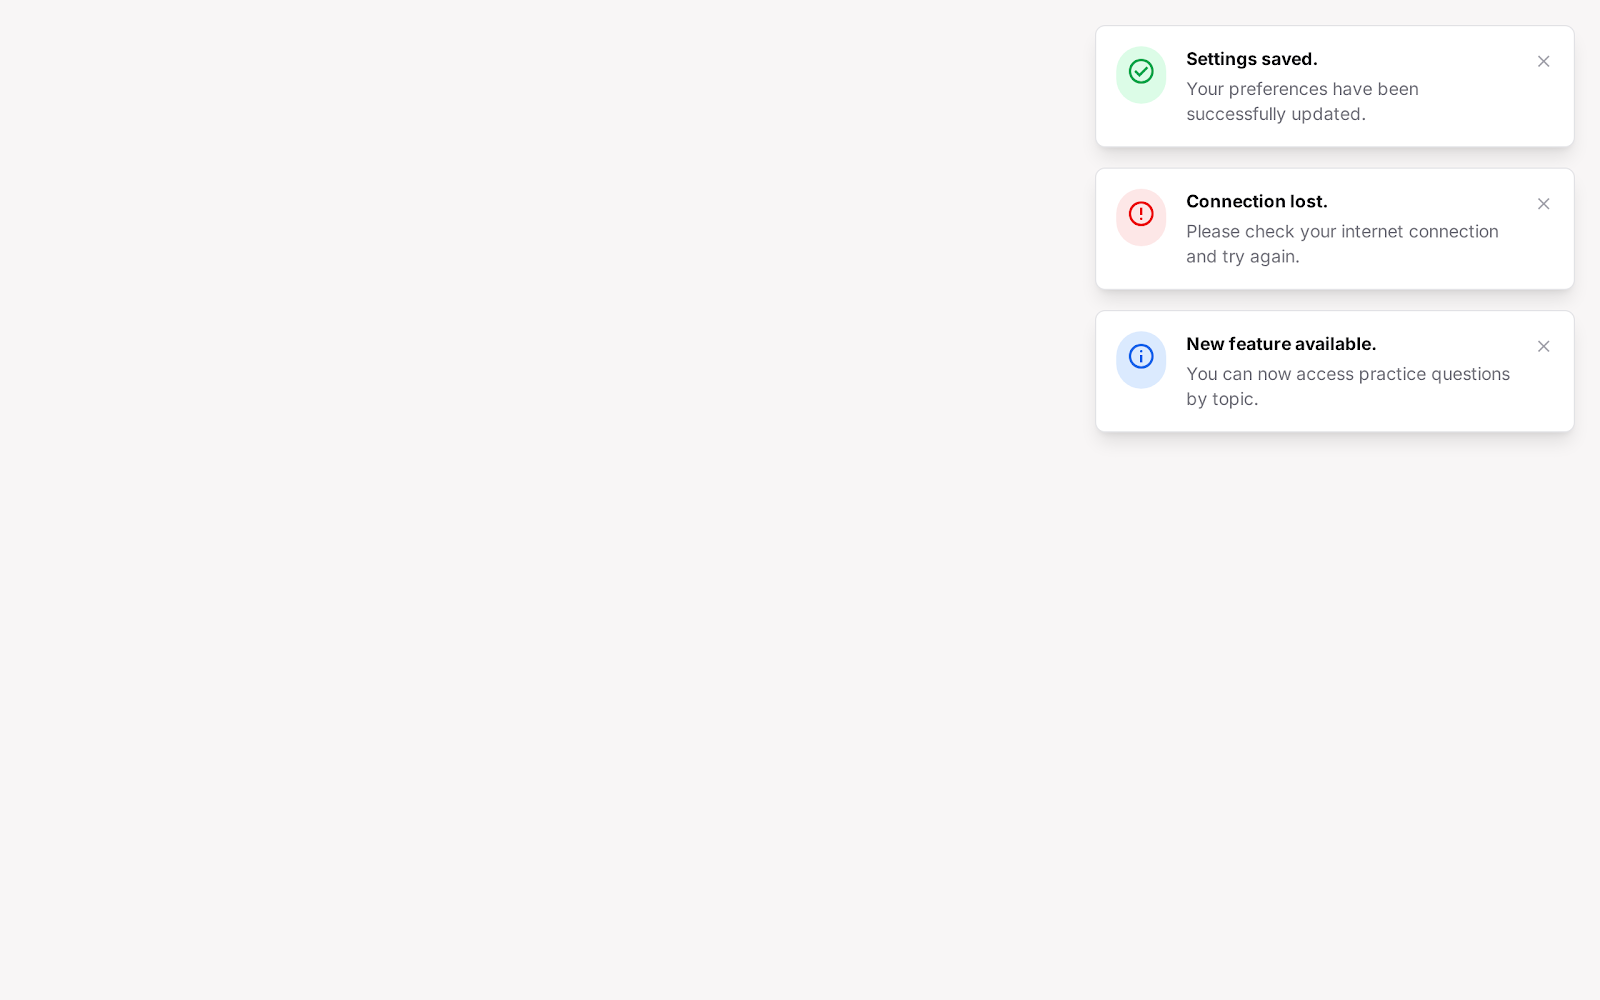 Settings saved.
Your preferences have been
successfully updated.
Connection lost.
Please check your internet connection
and try again.
New feature available.
You can now access practice questions
by topic.